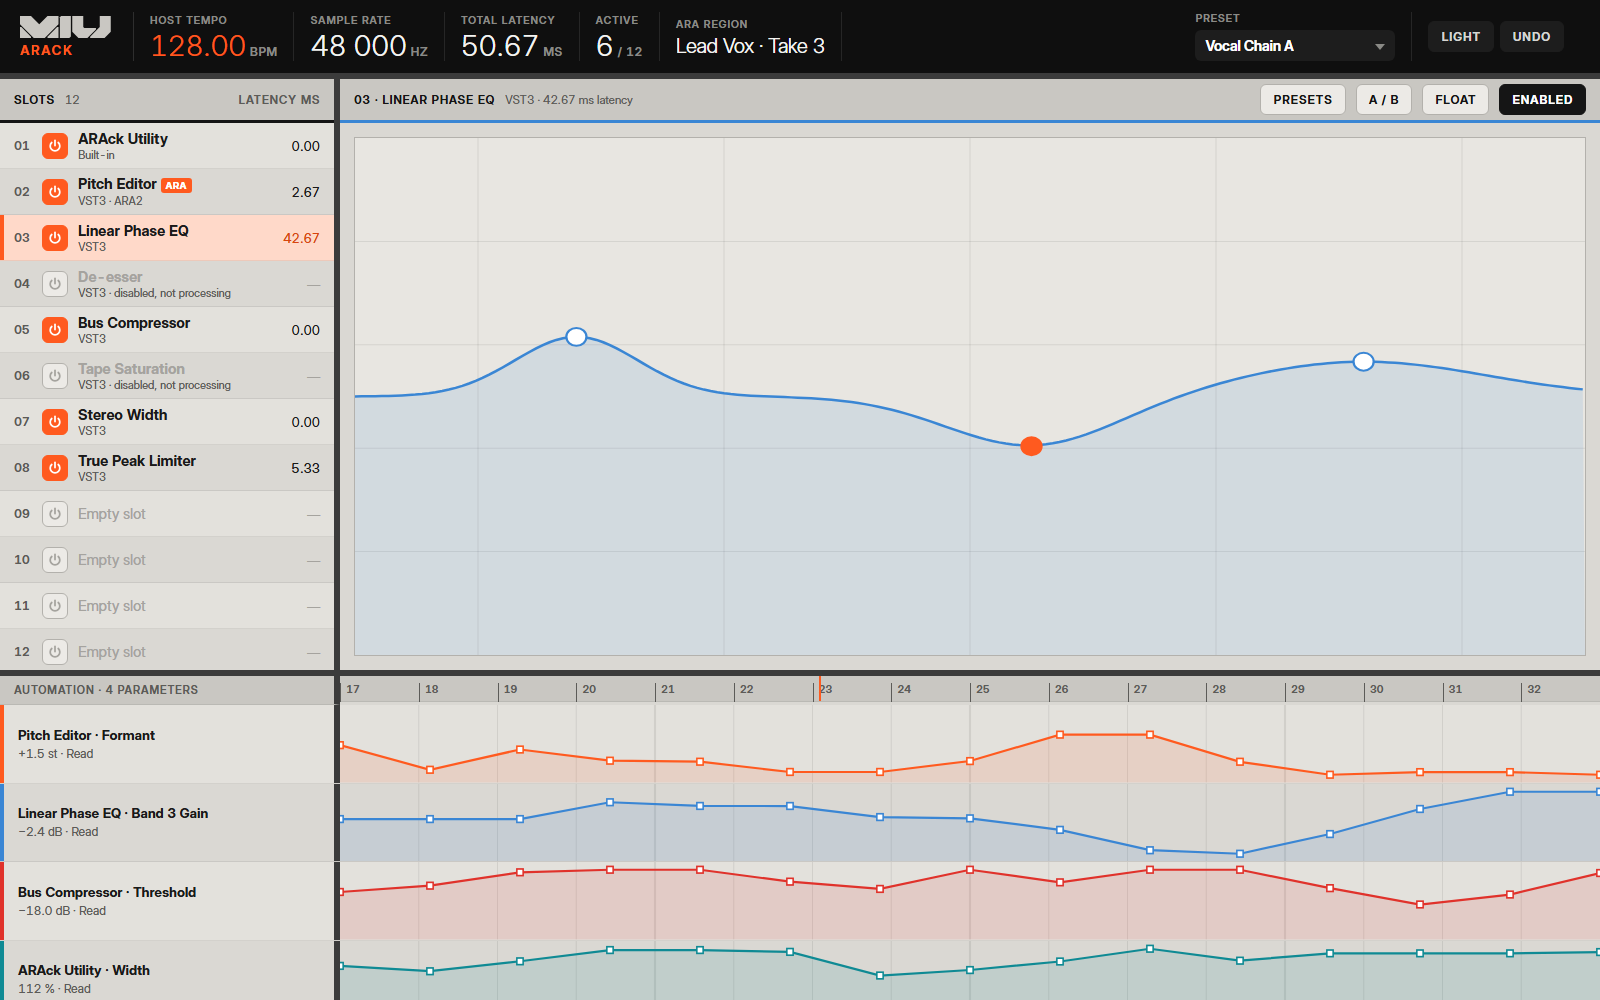 MIU
ARACK
HOST TEMPO
128.00 BPM
SAMPLE RATE
48 000 HZ
TOTAL LATENCY
50.67 MS
ACTIVE
6 / 12
ARA REGION
Lead Vox · Take 3
PRESET
Vocal Chain A
LIGHT
UNDO
SLOTS 12
LATENCY MS
03 · LINEAR PHASE EQ VST3 · 42.67 ms latency
PRESETS
A / B
FLOAT
ENABLED
01 ARAck Utility 0.00
Built-in
02 Pitch Editor ARA 2.67
VST3 · ARA2
03 Linear Phase EQ 42.67
VST3
04 De-esser —
VST3 · disabled, not processing
05 Bus Compressor 0.00
VST3
06 Tape Saturation —
VST3 · disabled, not processing
07 Stereo Width 0.00
VST3
08 True Peak Limiter 5.33
VST3
09 Empty slot —
10 Empty slot —
11 Empty slot —
12 Empty slot —
AUTOMATION · 4 PARAMETERS
17 18 19 20 21 22 23 24 25 26 27 28 29 30 31 32
Pitch Editor · Formant
+1.5 st · Read
Linear Phase EQ · Band 3 Gain
−2.4 dB · Read
Bus Compressor · Threshold
−18.0 dB · Read
ARAck Utility · Width
112 % · Read